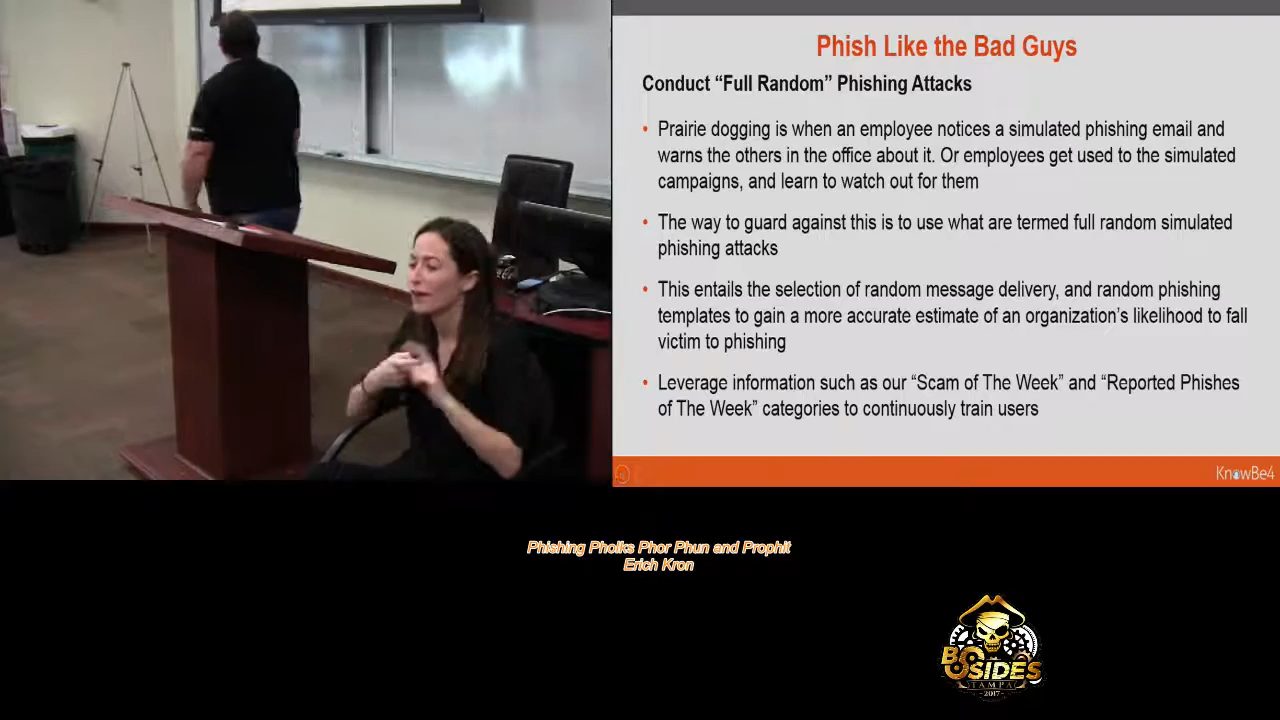 Phish Like the Bad Guys
Conduct “Full Random” Phishing Attacks
• Prairie dogging is when an employee notices a simulated phishing email and
warns the others in the office about it. Or employees get used to the simulated
campaigns, and learn to watch out for them
• The way to guard against this is to use what are termed full random simulated
phishing attacks
• This entails the selection of random message delivery, and random phishing
templates to gain a more accurate estimate of an organization’s likelihood to fall
victim to phishing
• Leverage information such as our “Scam of The Week” and “Reported Phishes
of The Week” categories to continuously train users
KnowBe4
Phishing Pholks Phor Phun and Prophit
Erich Kron
BSIDES
TAMPA
-2017-